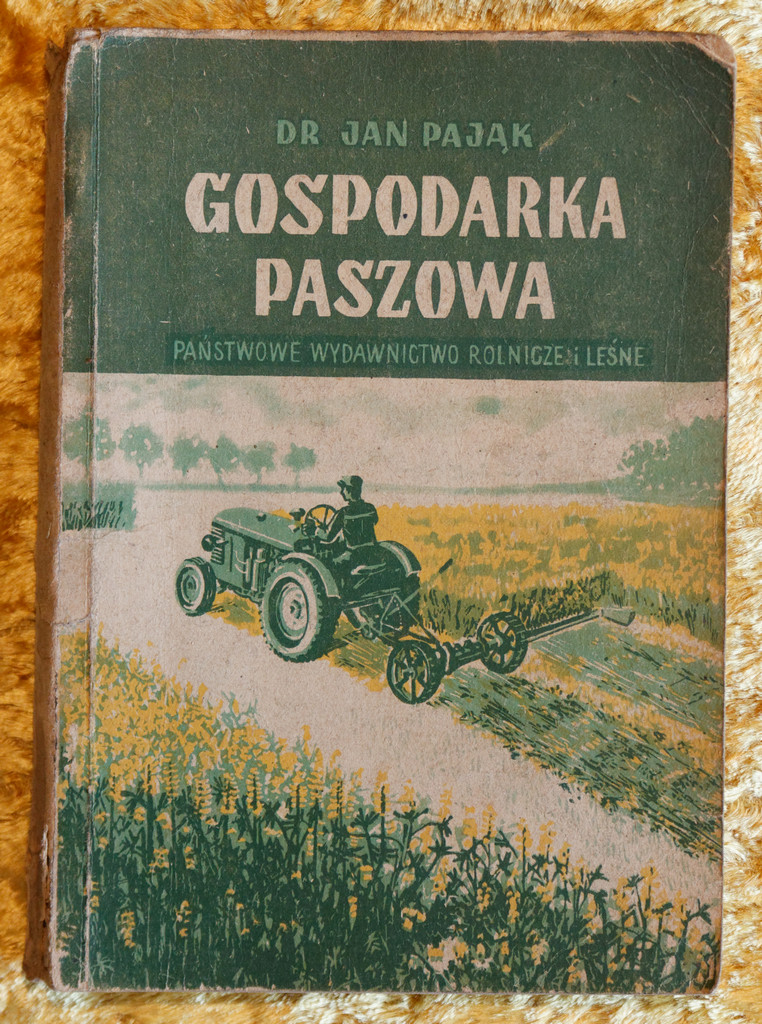 DR JAN PAJĄK
GOSPODARKA
PASZOWA
PAŃSTWOWE WYDAWNICTWO ROLNICZE i LEŚNE